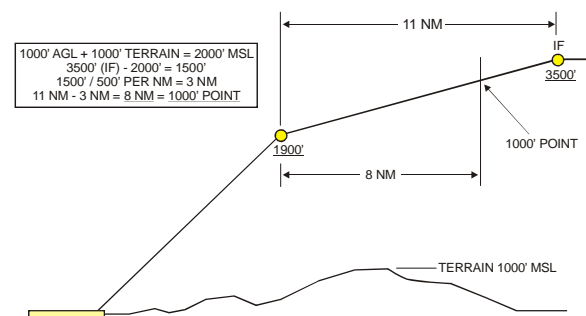 11 NM
1000' AGL + 1000' TERRAIN = 2000' MSL
3500' (IF) - 2000' = 1500'
1500' / 500' PER NM = 3 NM
11 NM - 3 NM = 8 NM = 1000' POINT
IF
3500'
1900'
1000' POINT
8 NM
TERRAIN 1000' MSL